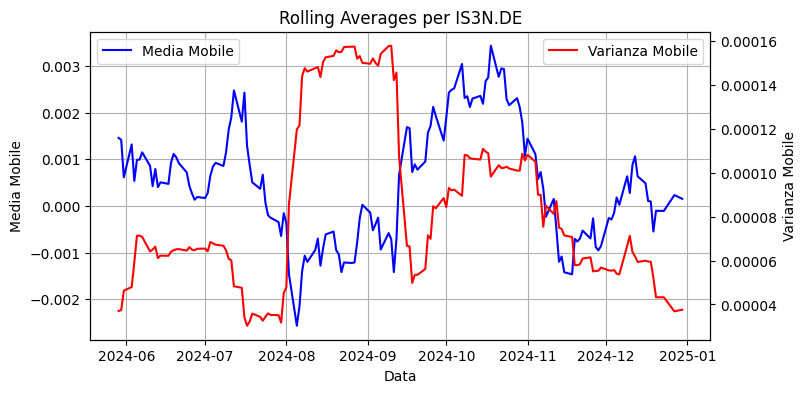 Rolling Averages per IS3N.DE
Media Mobile
Varianza Mobile
Media Mobile
0.003
0.002
0.001
0.000
−0.001
−0.002
Varianza Mobile
0.00016
0.00014
0.00012
0.00010
0.00008
0.00006
0.00004
2024-06 2024-07 2024-08 2024-09 2024-10 2024-11 2024-12 2025-01
Data